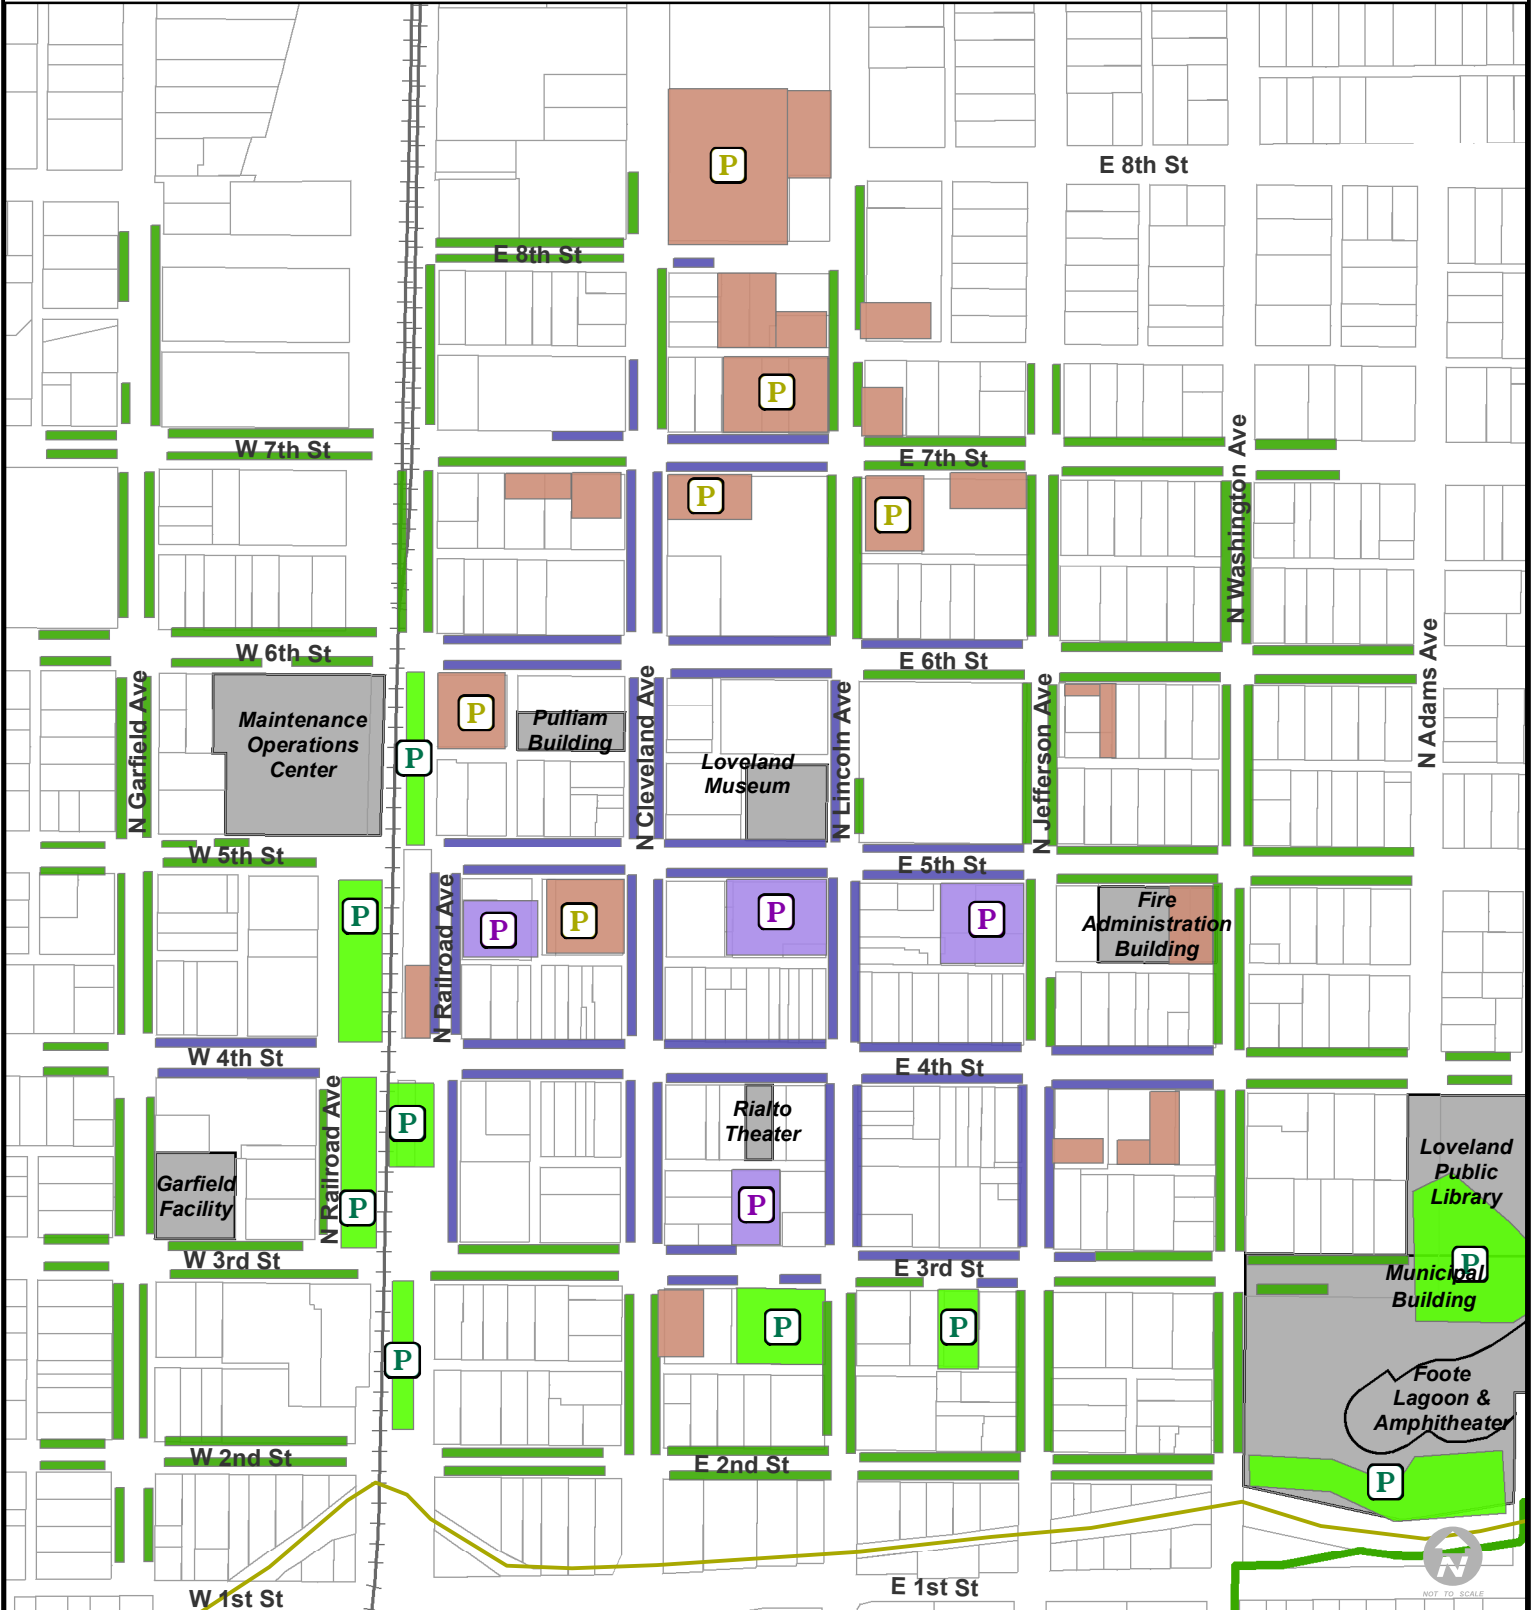 E 8th St
P
E 8th St
P
N Washington Ave
W 7th St
E 7th St
P
P
W 6th St
E 6th St
N Garfield Ave
Maintenance
Operations
Center
P
P
Pulliam
Building
N Cleveland Ave
Loveland
Museum
N Lincoln Ave
N Jefferson Ave
N Adams Ave
W 5th St
E 5th St
P
N Railroad Ave
P
P
P
P
Fire
Administration
Building
W 4th St
E 4th St
N Railroad Ave
P
Rialto
Theater
Loveland
Public
Library
Garfield
Facility
P
P
W 3rd St
E 3rd St
P
Municipal
Building
P
P
P
Foote
Lagoon &
Amphitheater
W 2nd St
E 2nd St
P
N
NOT TO SCALE
W 1st St
E 1st St